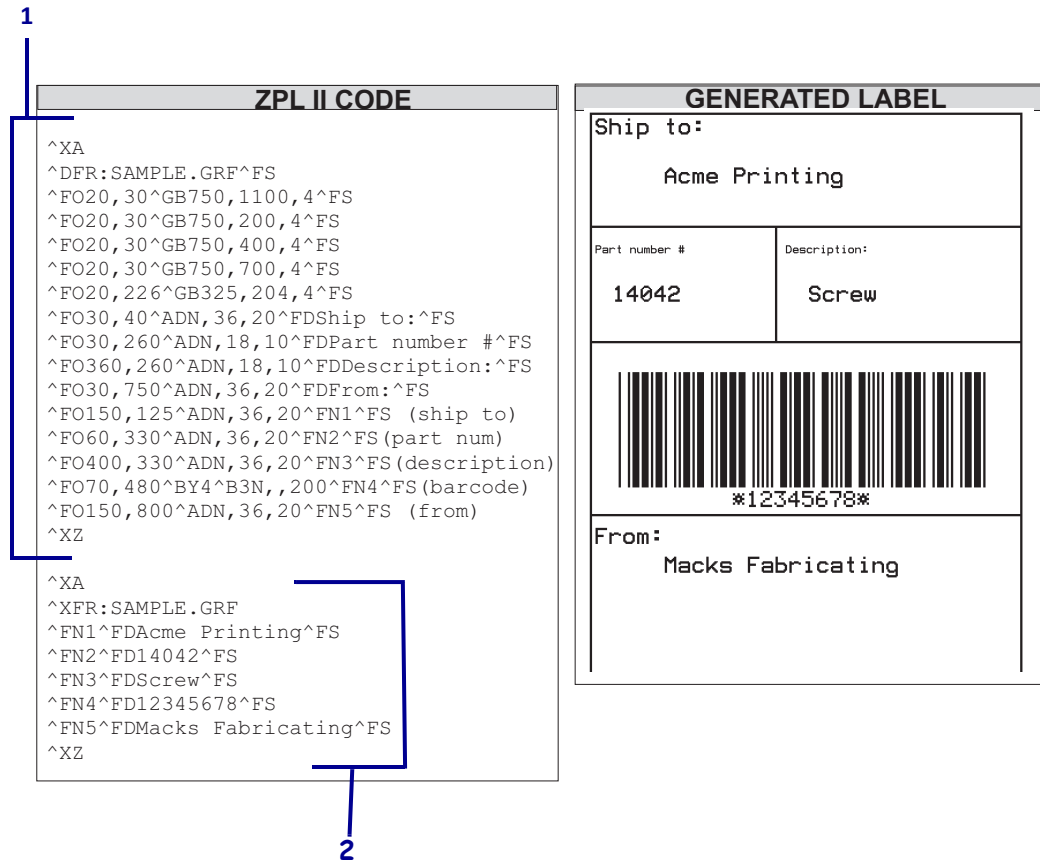 1
ZPL II CODE
^XA
^DFR:SAMPLE.GRF^FS
^FO20,30^GB750,1100,4^FS
^FO20,30^GB750,200,4^FS
^FO20,30^GB750,400,4^FS
^FO20,30^GB750,700,4^FS
^FO20,226^GB325,204,4^FS
^FO30,40^ADN,36,20^FDShip to:^FS
^FO30,260^ADN,18,10^FDPart number #^FS
^FO360,260^ADN,18,10^FDDescription:^FS
^FO30,750^ADN,36,20^FDFrom:^FS
^FO150,125^ADN,36,20^FN1^FS (ship to)
^FO60,330^ADN,36,20^FN2^FS(part num)
^FO400,330^ADN,36,20^FN3^FS(description)
^FO70,480^BY4^B3N,,200^FN4^FS(barcode)
^FO150,800^ADN,36,20^FN5^FS (from)
^XZ
^XA
^XFR:SAMPLE.GRF
^FN1^FDAcme Printing^FS
^FN2^FD14042^FS
^FN3^FDScrew^FS
^FN4^FD12345678^FS
^FN5^FDMacks Fabricating^FS
^XZ
2
GENERATED LABEL
Ship to:
Acme Printing
Part number #
14042
Description:
Screw
*12345678*
From:
Macks Fabricating